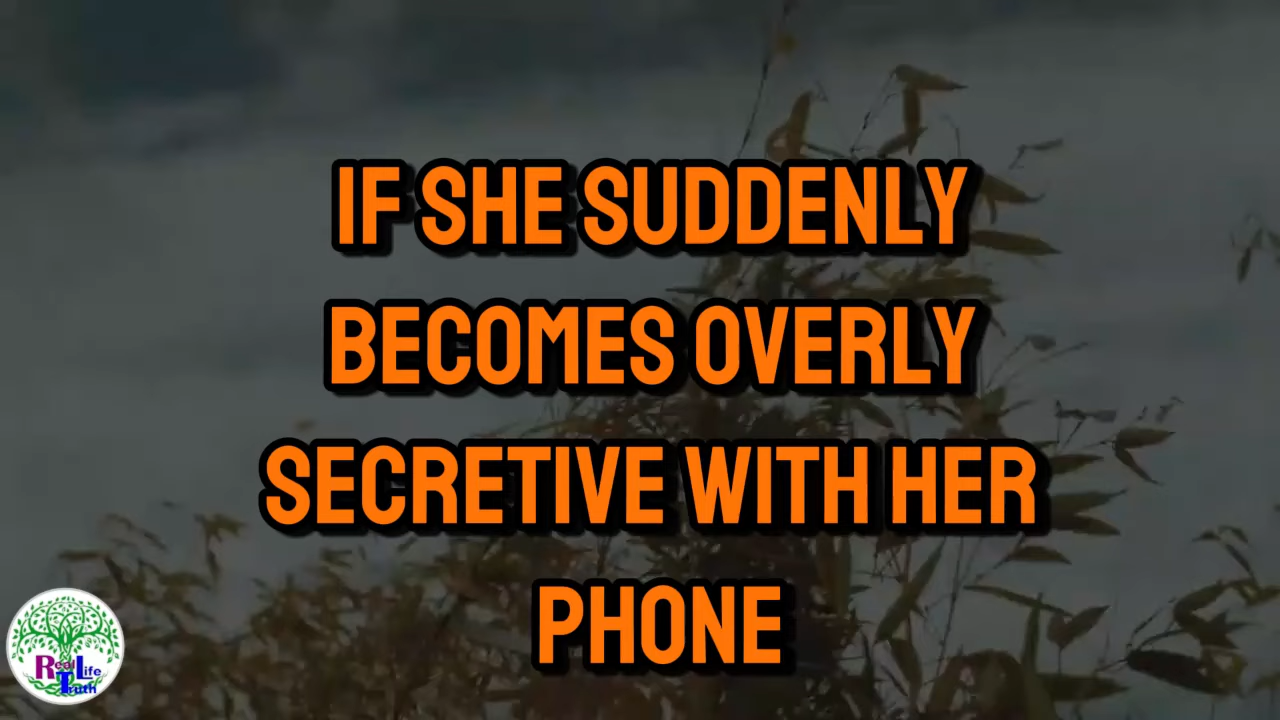 IF SHE SUDDENLY
BECOMES OVERLY
SECRETIVE WITH HER
PHONE
Real Life
Truth